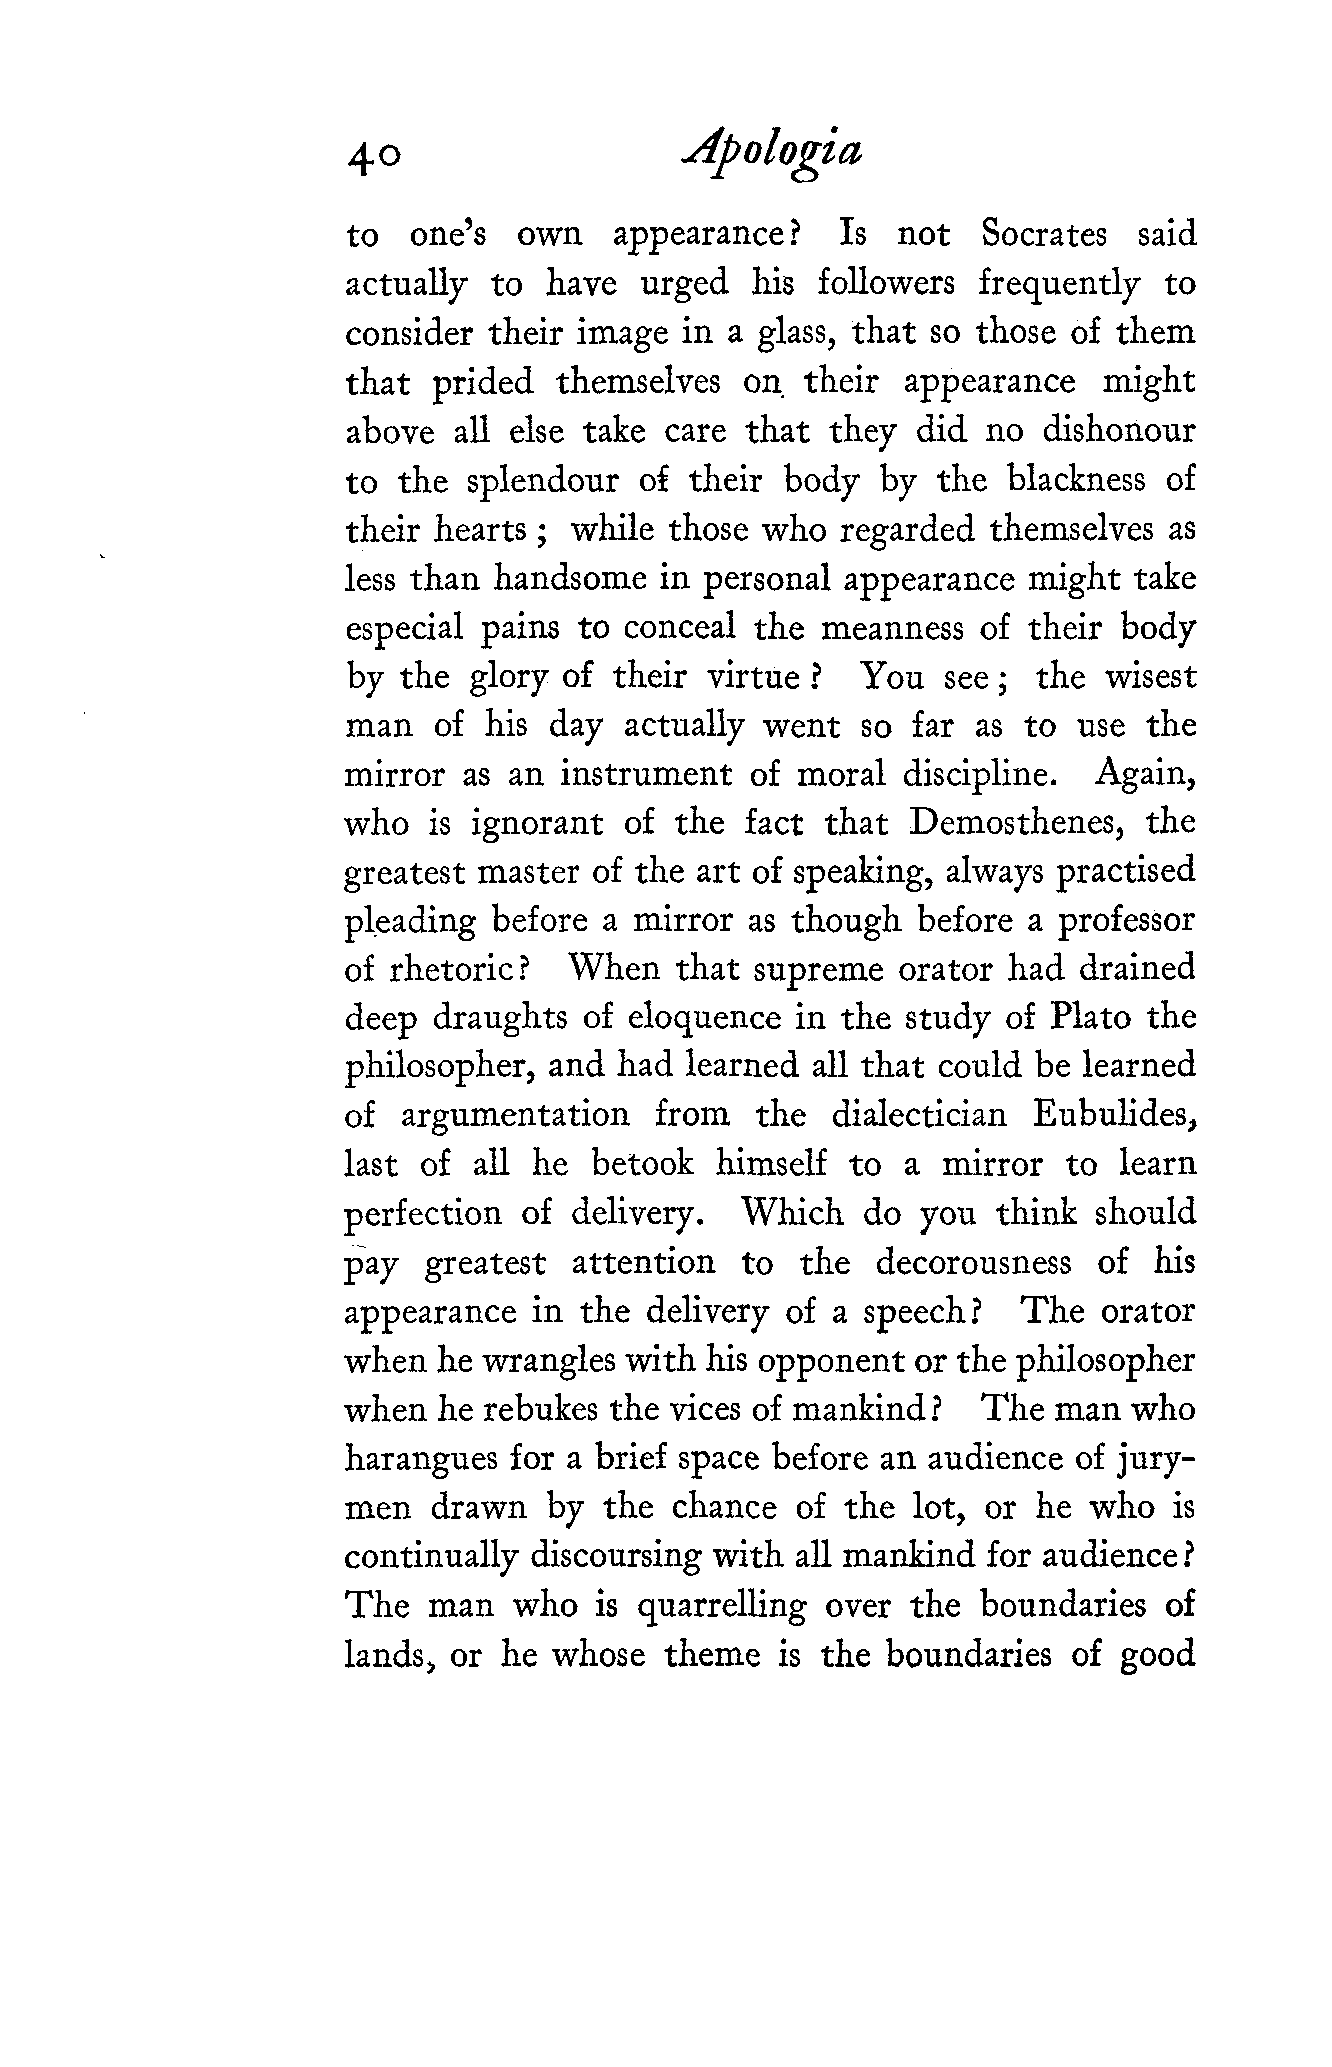 40 Apologia
to one's own appearance? Is not Socrates said
actually to have urged his followers frequently to
consider their image in a glass, that so those of them
that prided themselves on their appearance might
above all else take care that they did no dishonour
to the splendour of their body by the blackness of
their hearts ; while those who regarded themselves as
less than handsome in personal appearance might take
especial pains to conceal the meanness of their body
by the glory of their virtue ? You see ; the wisest
man of his day actually went so far as to use the
mirror as an instrument of moral discipline. Again,
who is ignorant of the fact that Demosthenes, the
greatest master of the art of speaking, always practised
pleading before a mirror as though before a professor
of rhetoric? When that supreme orator had drained
deep draughts of eloquence in the study of Plato the
philosopher, and had learned all that could be learned
of argumentation from the dialectician Eubulides,
last of all he betook himself to a mirror to learn
perfection of delivery. Which do you think should
pay greatest attention to the decorousness of his
appearance in the delivery of a speech? The orator
when he wrangles with his opponent or the philosopher
when he rebukes the vices of mankind? The man who
harangues for a brief space before an audience of jury-
men drawn by the chance of the lot, or he who is
continually discoursing with all mankind for audience?
The man who is quarrelling over the boundaries of
lands, or he whose theme is the boundaries of good